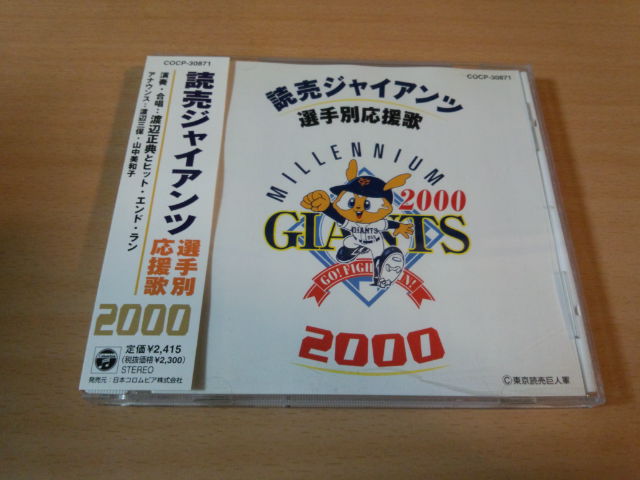 COCP-30871
読売ジャイアンツ
選手別応援歌
2000
演奏・合唱:渡辺正典とヒット・エンド・ラン
アナウンス:渡辺三保・山中美和子
定価¥2,415
(税抜価格¥2,300)
STEREO
発売元:日本コロムビア株式会社
COCP-30871
読売ジャイアンツ
選手別応援歌
MILLENNIUM
2000
GIANTS
GIANTS
2000
©東京読売巨人軍